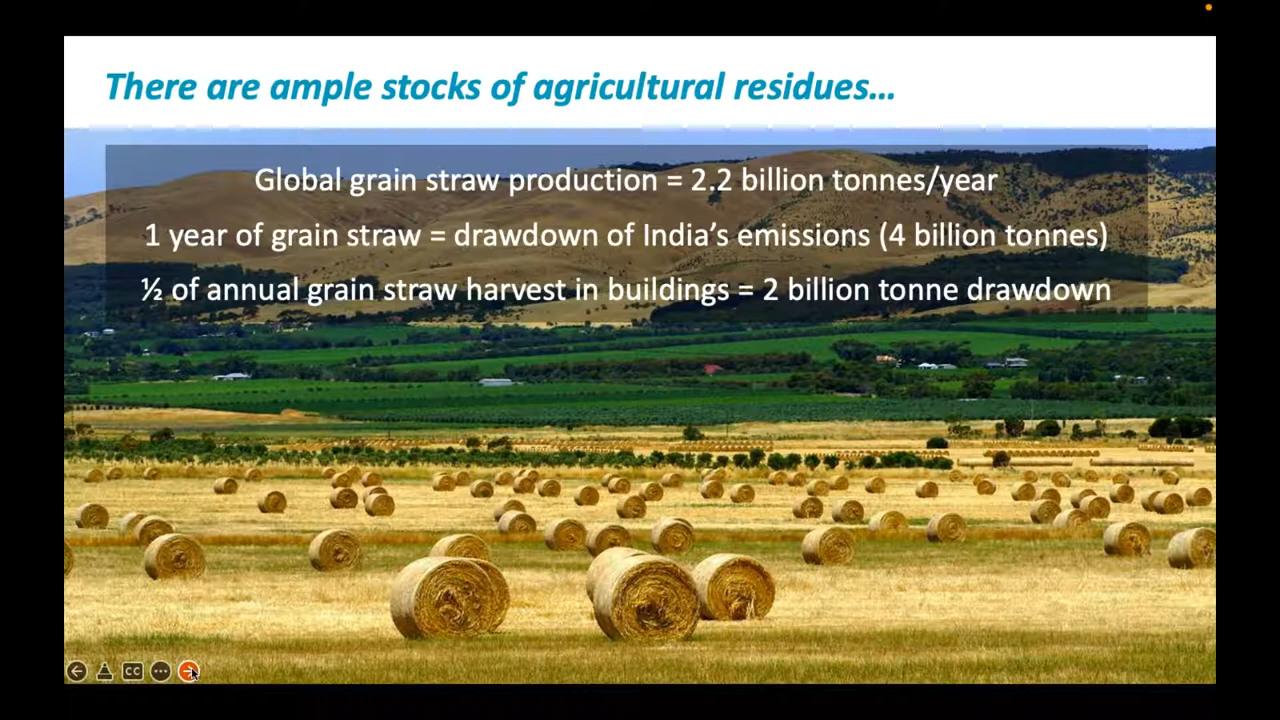 There are ample stocks of agricultural residues...
Global grain straw production = 2.2 billion tonnes/year
1 year of grain straw = drawdown of India’s emissions (4 billion tonnes)
½ of annual grain straw harvest in buildings = 2 billion tonne drawdown
CC